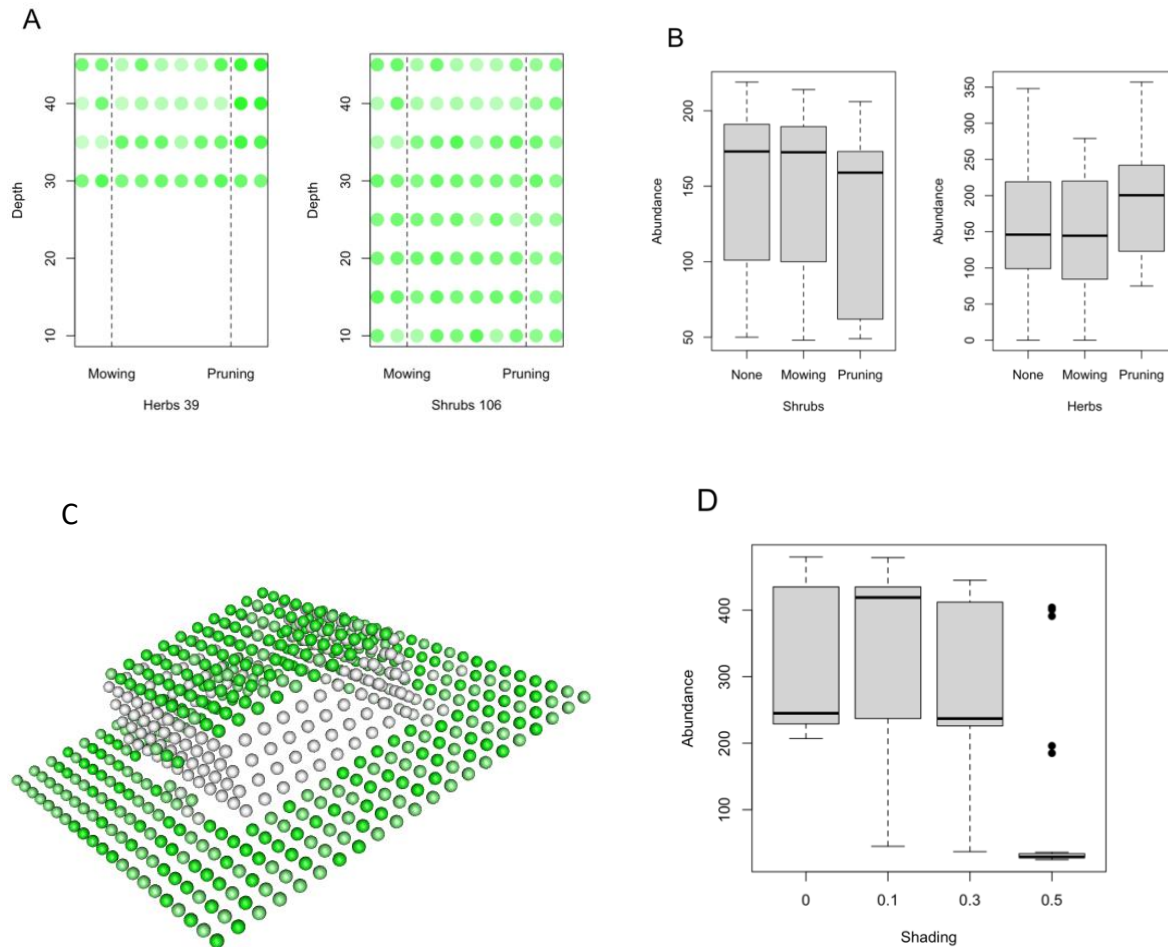 A
Depth
10 20 30 40
Mowing Pruning
Herbs 39
Depth
10 20 30 40
Mowing Pruning
Shrubs 106
B
Abundance
50 100 150 200
None Mowing Pruning
Shrubs
Abundance
0 50 100 150 200 250 300 350
None Mowing Pruning
Herbs
C
D
Abundance
100 200 300 400
0 0.1 0.3 0.5
Shading